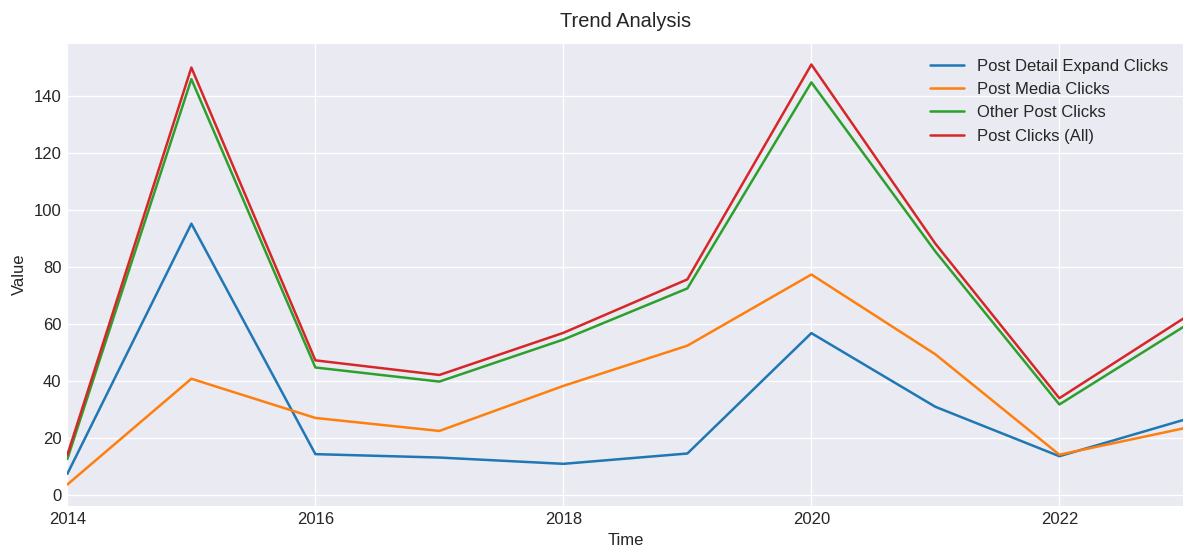 Trend Analysis
Post Detail Expand Clicks
Post Media Clicks
Other Post Clicks
Post Clicks (All)
140
120
100
80
60
40
20
0
Value
2014
2016
2018
2020
2022
Time